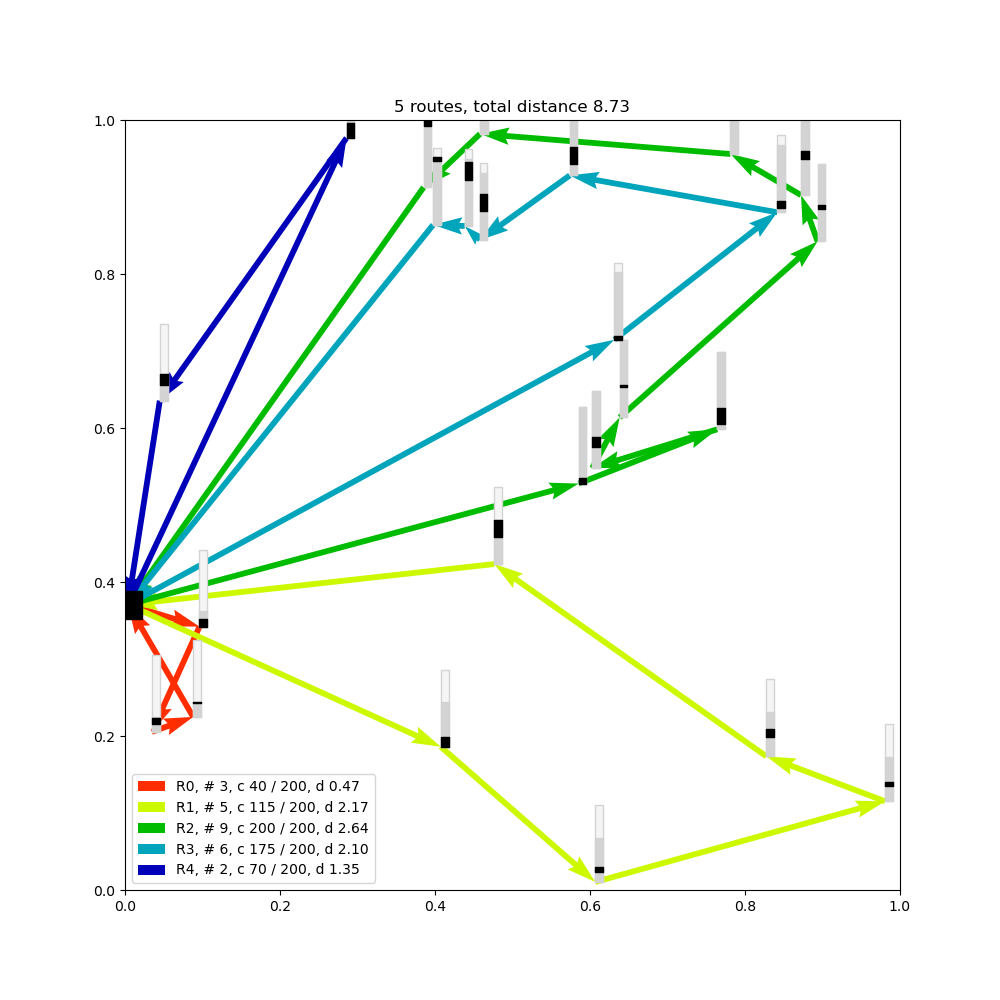 5 routes, total distance 8.73
1.0
0.8
0.6
0.4
0.2
0.0
R0, # 3, c 40 / 200, d 0.47
R1, # 5, c 115 / 200, d 2.17
R2, # 9, c 200 / 200, d 2.64
R3, # 6, c 175 / 200, d 2.10
R4, # 2, c 70 / 200, d 1.35
0.0 0.2 0.4 0.6 0.8 1.0